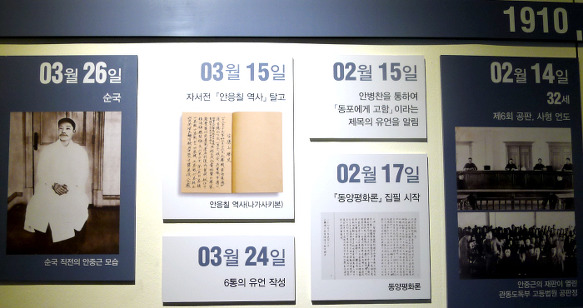 1910.
03월 26일
순국
순국 직전의 안중근 모습
03월 15일
자서전 「안응칠 역사」 탈고
안응칠 역사(나가사키본)
03월 24일
6통의 유언 작성
02월 15일
안병찬을 통하여
「동포에게 고함」이라는
제목의 유언을 알림
02월 17일
「동양평화론」 집필 시작
동양평화론
02월 14일
32세
제6회 공판, 사형 언도
안중근의 재판이 열린
관동도독부 고등법원 공판정